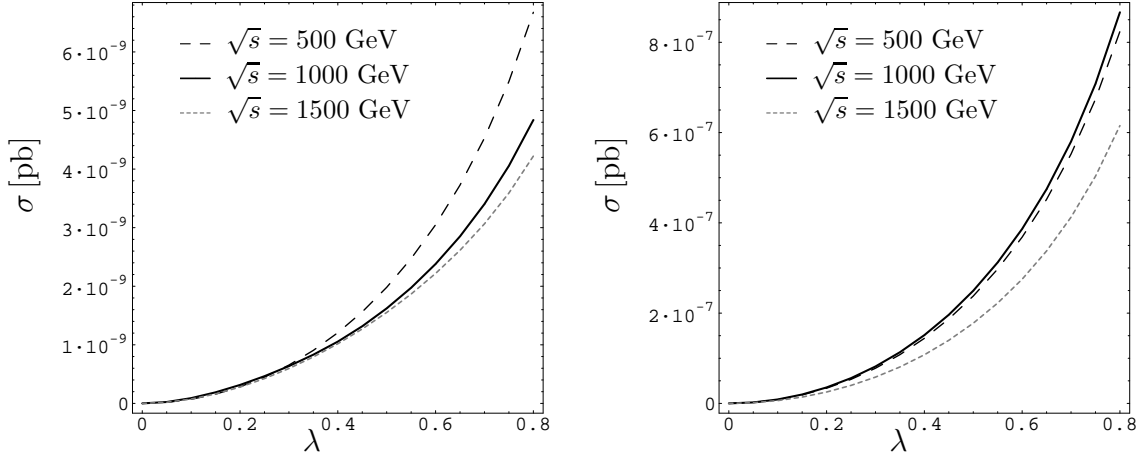 √s = 500 GeV
√s = 1000 GeV
√s = 1500 GeV
σ [pb]
6·10⁻⁹
5·10⁻⁹
4·10⁻⁹
3·10⁻⁹
2·10⁻⁹
1·10⁻⁹
0
0 0.2 0.4 0.6 0.8
λ
√s = 500 GeV
√s = 1000 GeV
√s = 1500 GeV
σ [pb]
8·10⁻⁷
6·10⁻⁷
4·10⁻⁷
2·10⁻⁷
0
0 0.2 0.4 0.6 0.8
λ